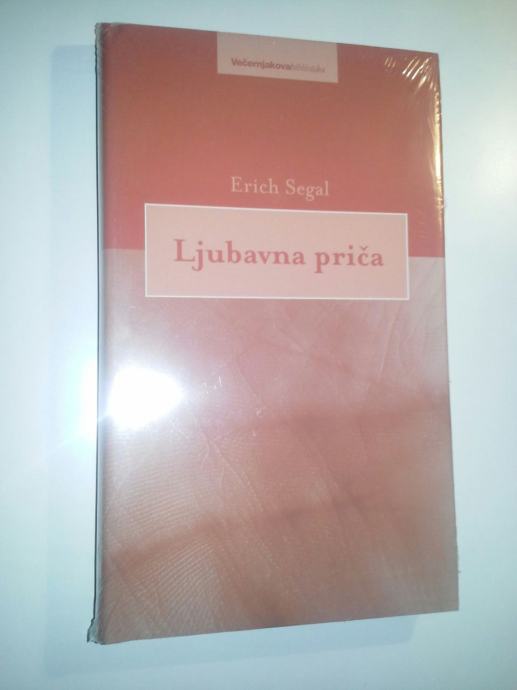 Večernjakova biblioteka
Erich Segal
Ljubavna priča